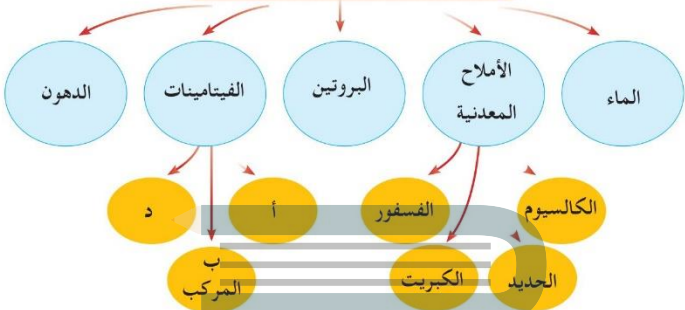 الماء
الأملاح
المعدنية
البروتين
الفيتامينات
الدهون
الكالسيوم
الفسفور
أ
د
الحديد
الكبريت
ب
المركب